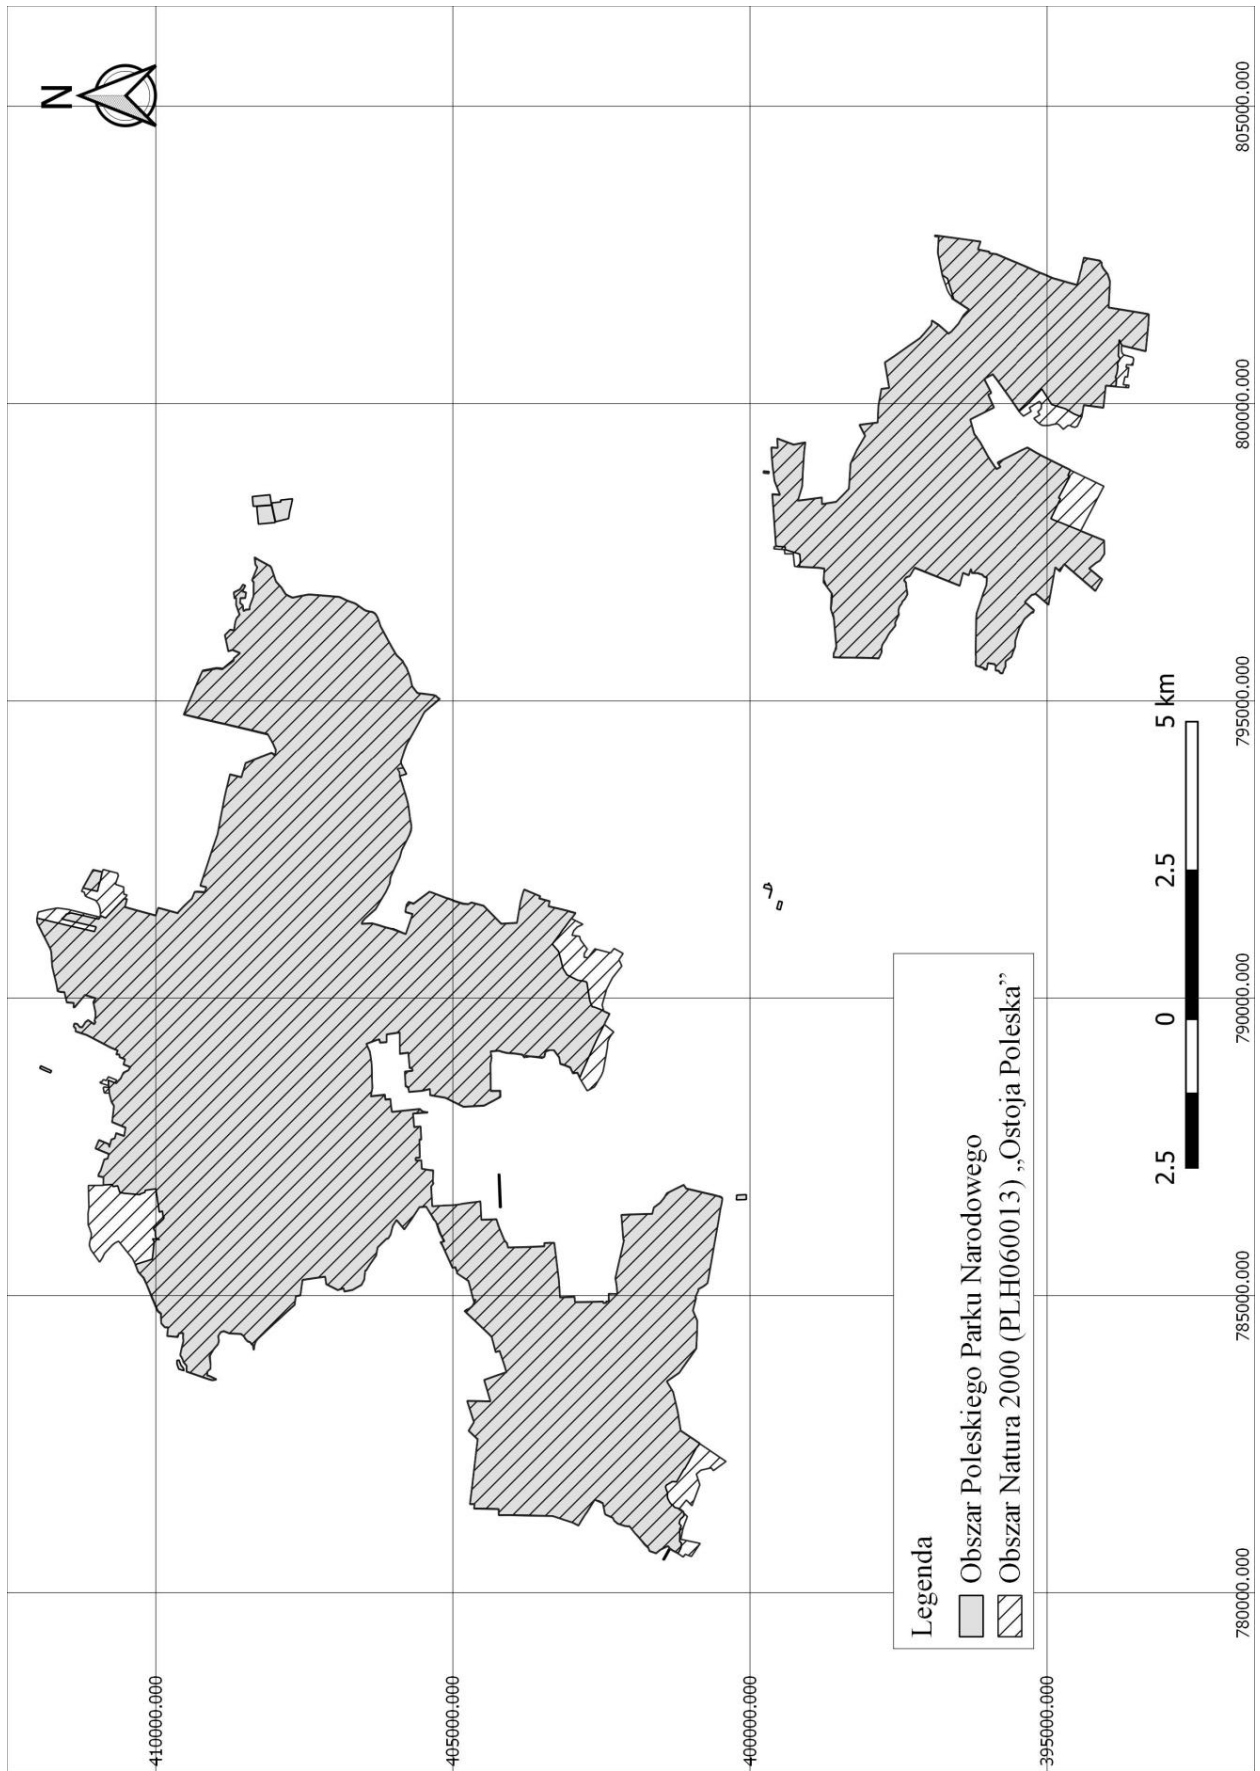 N
410000.000
405000.000
400000.000
395000.000
780000.000
785000.000
790000.000
795000.000
800000.000
805000.000
Legenda
Obszar Poleskiego Parku Narodowego
Obszar Natura 2000 (PLH060013) „Ostoja Poleska”
2.5 0 2.5 5 km